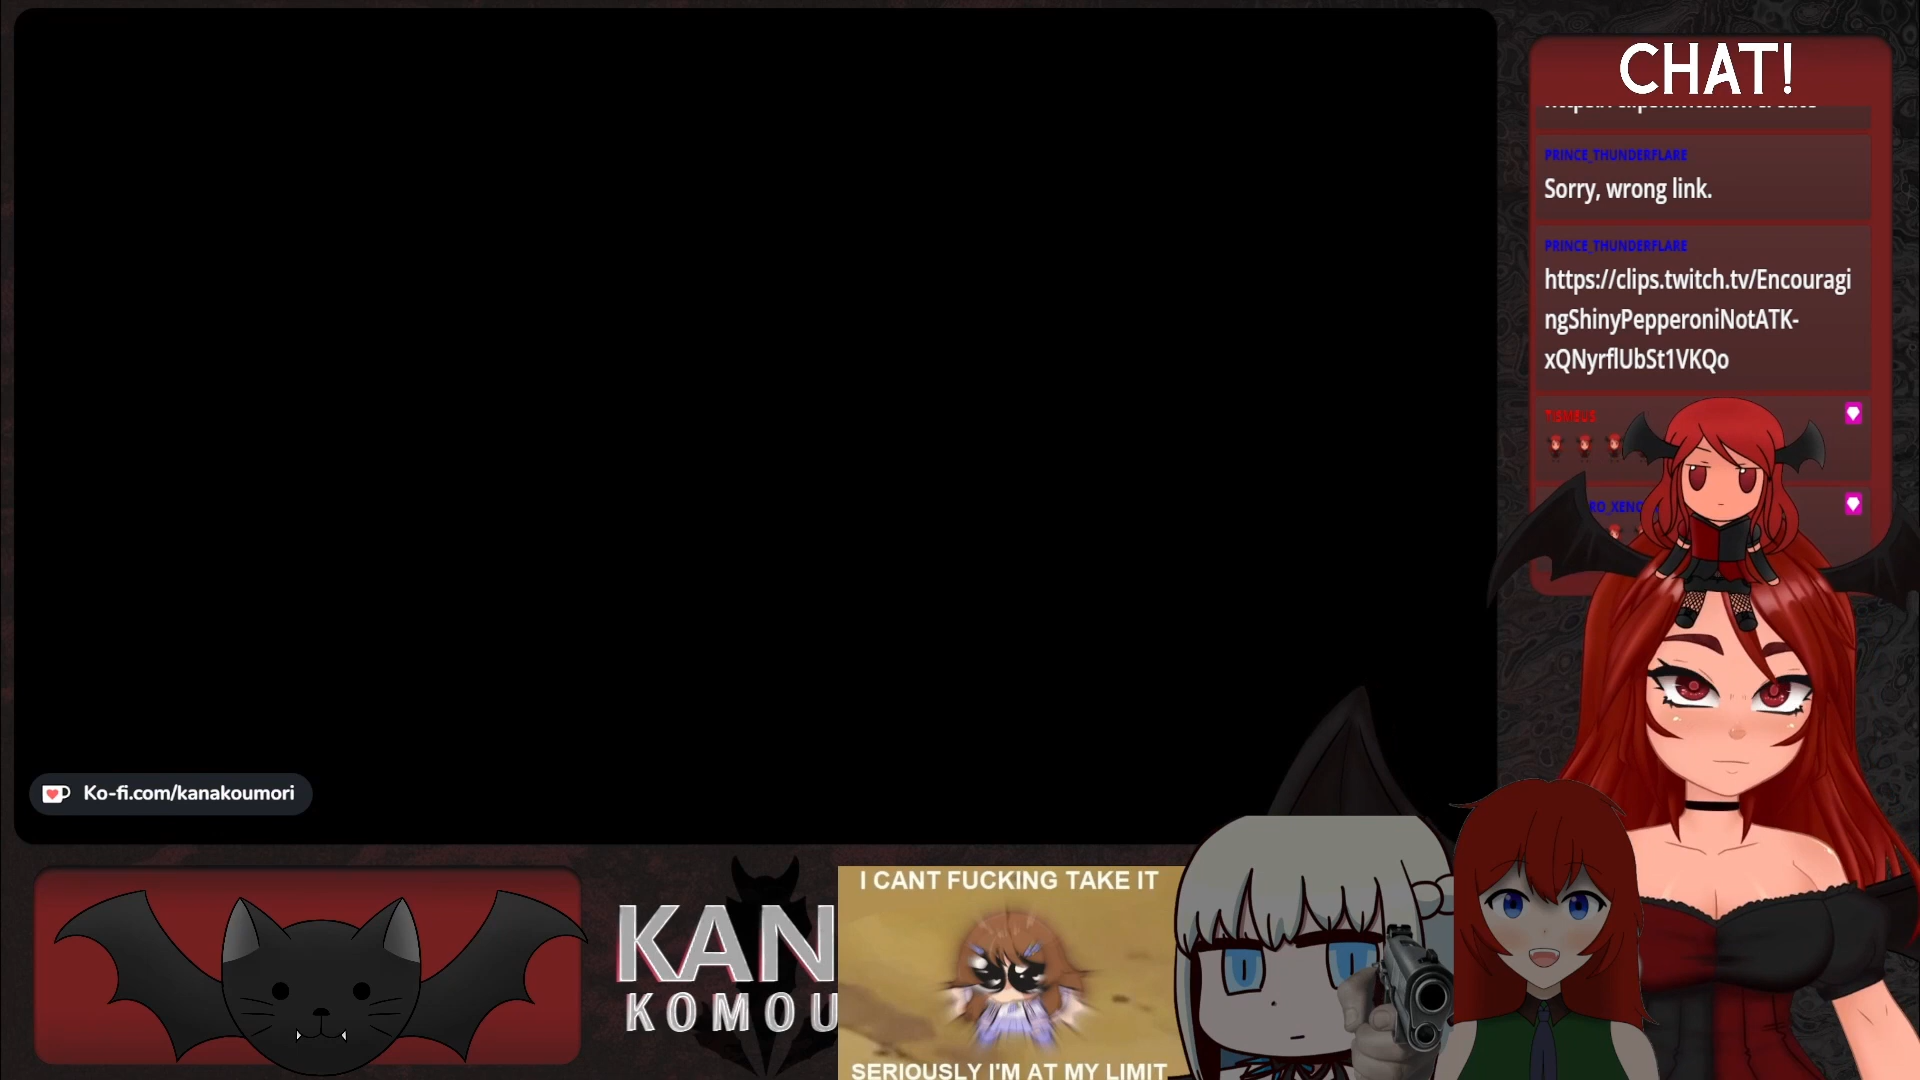 CHAT!
PRINCE_THUNDERFLARE
Sorry, wrong link.
PRINCE_THUNDERFLARE
https://clips.twitch.tv/Encouragi
ngShinyPepperoniNotATK-
xQNyrflUbSt1VKQo
RO_XENO
Ko-fi.com/kanakoumori
KAN
KOMOU
I CANT FUCKING TAKE IT
SERIOUSLY I'M AT MY LIMIT